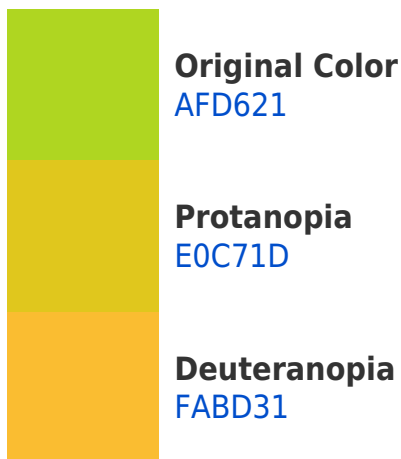 Original Color
AFD621
Protanopia
E0C71D
Deuteranopia
FABD31